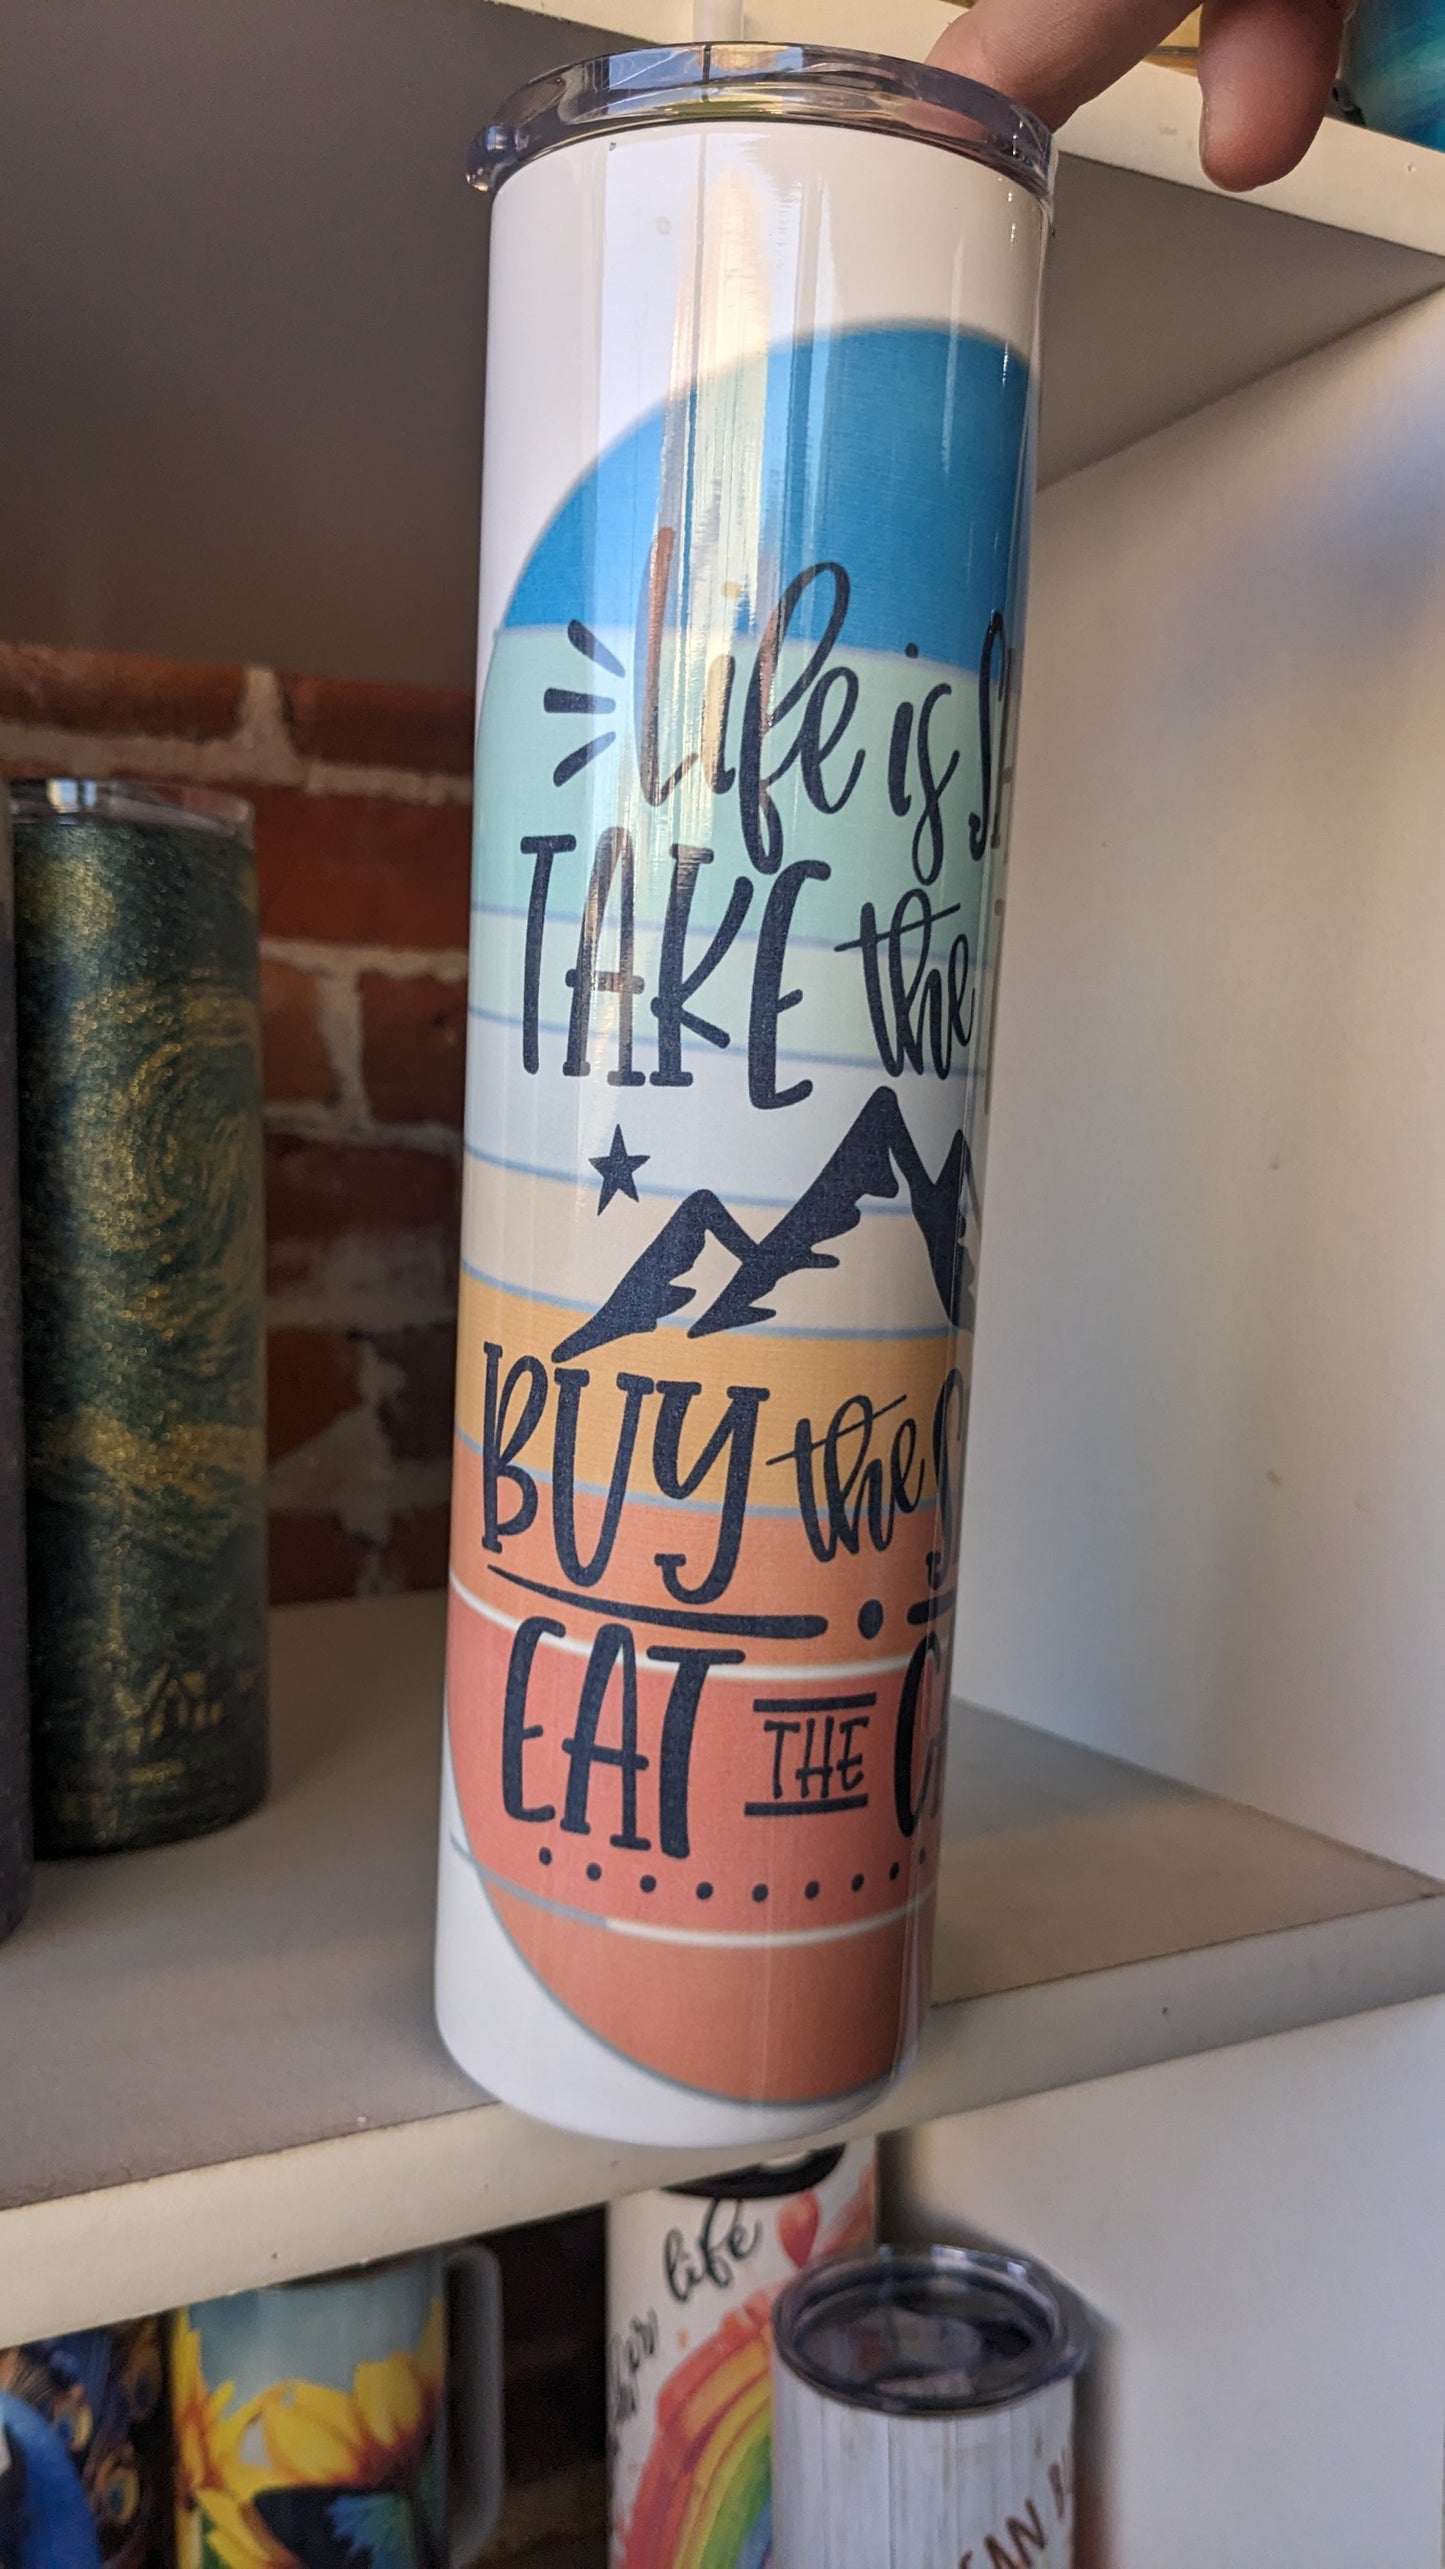 Life is
TAKE the
BUY the
EAT THE
life